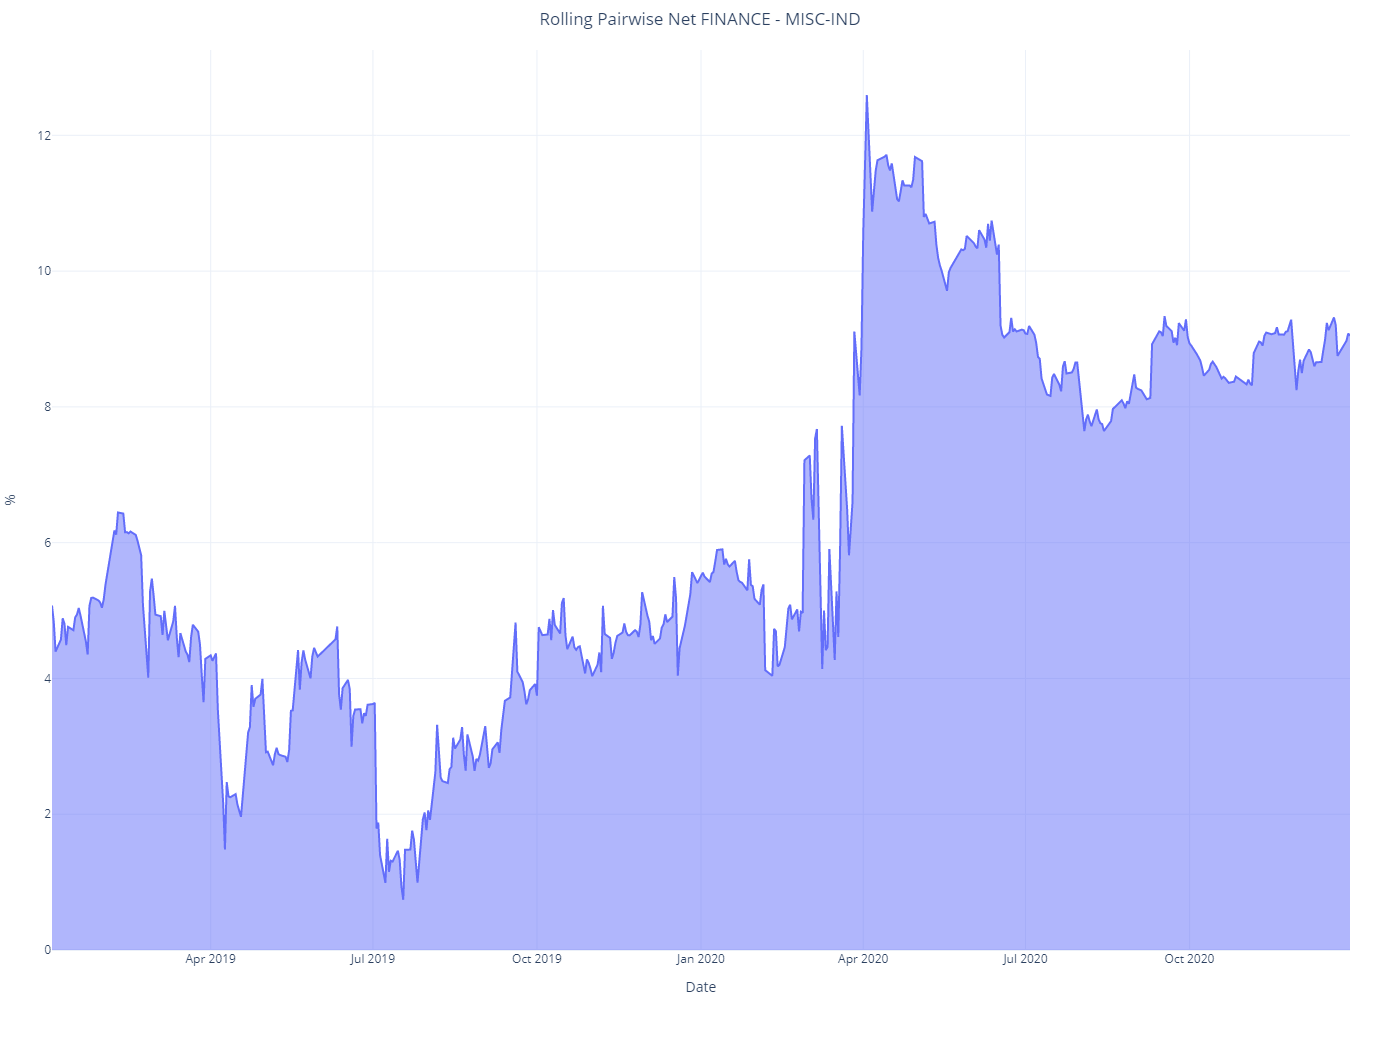 Rolling Pairwise Net FINANCE - MISC-IND
12
10
8
6
4
2
0
%
Apr 2019
Jul 2019
Oct 2019
Jan 2020
Apr 2020
Jul 2020
Oct 2020
Date